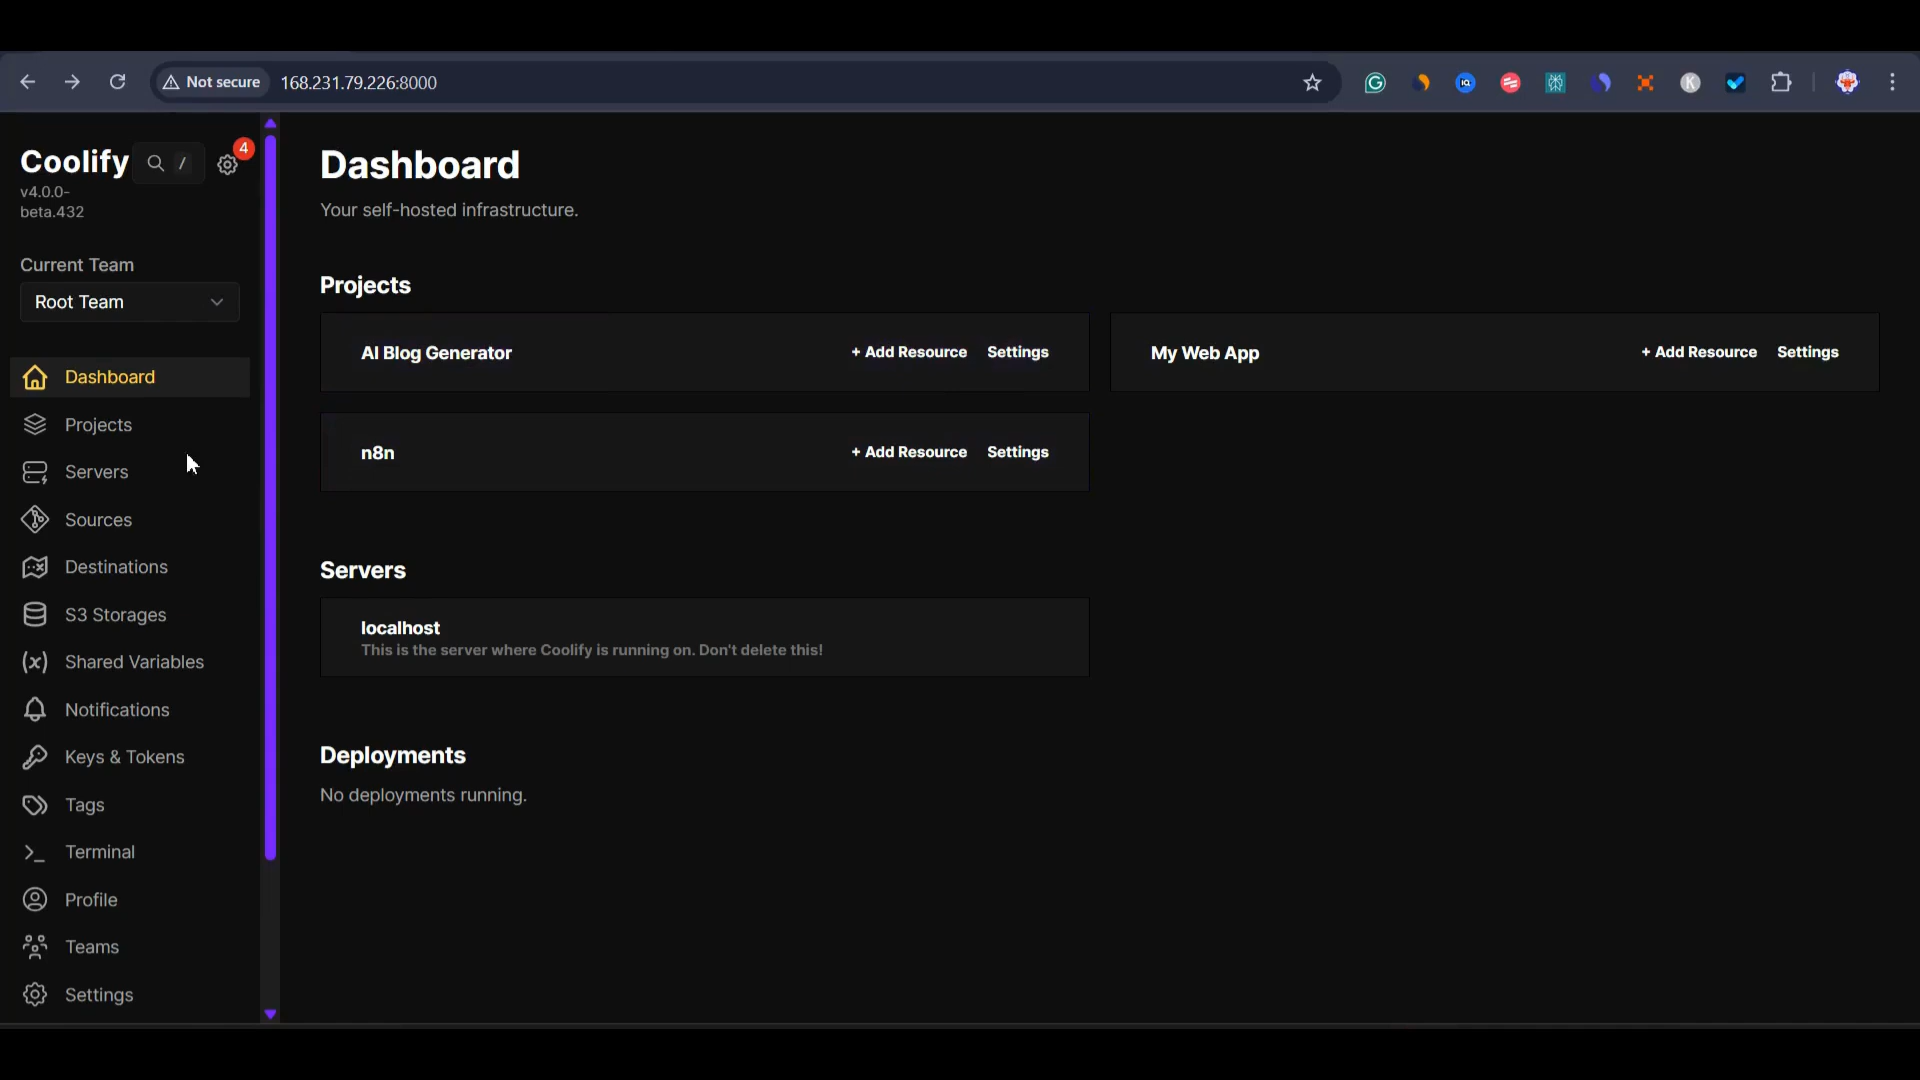 Not secure
168.231.79.226:8000
Coolify
/
4
v4.0.0-
beta.432
Current Team
Root Team
Dashboard
Projects
Servers
Sources
Destinations
S3 Storages
Shared Variables
Notifications
Keys & Tokens
Tags
Terminal
Profile
Teams
Settings
Dashboard
Your self-hosted infrastructure.
Projects
AI Blog Generator + Add Resource Settings
My Web App + Add Resource Settings
n8n + Add Resource Settings
Servers
localhost
This is the server where Coolify is running on. Don't delete this!
Deployments
No deployments running.